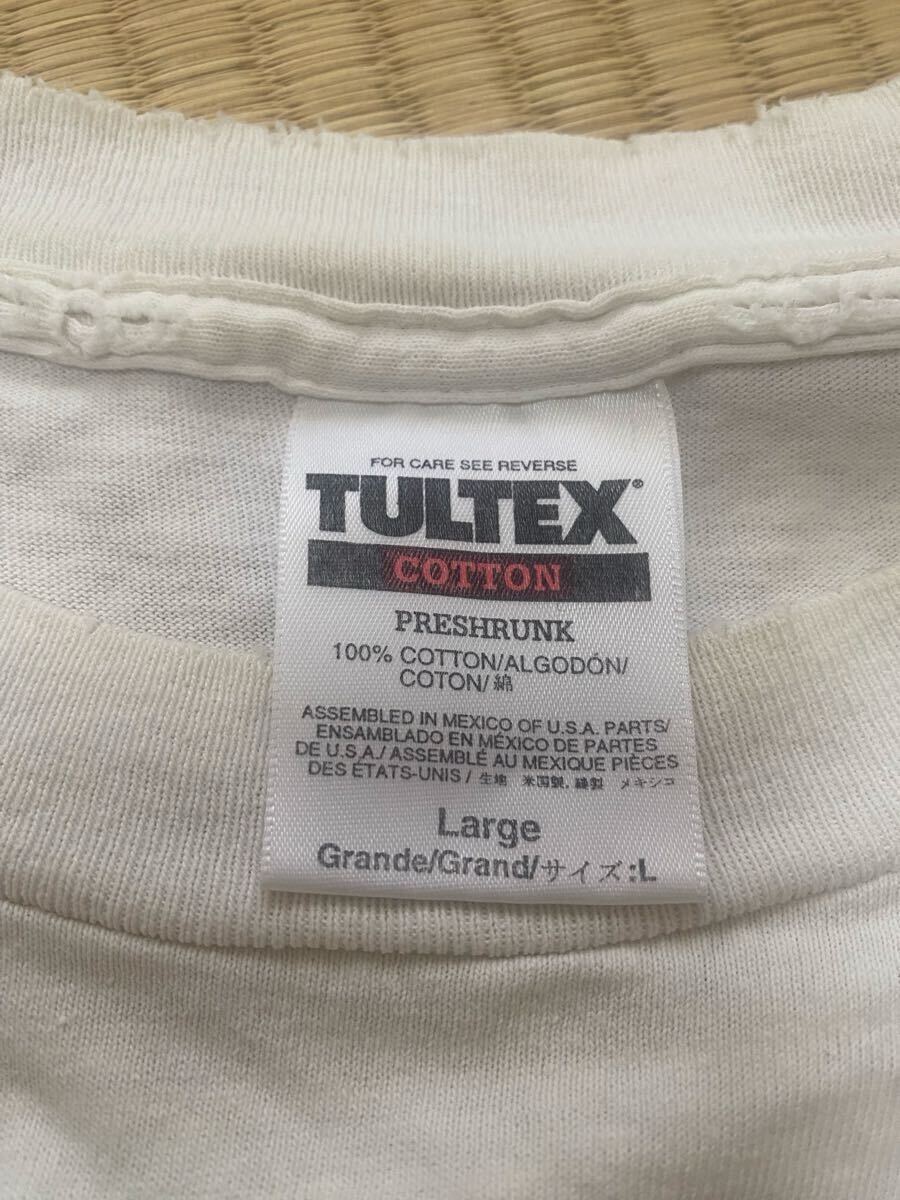 FOR CARE SEE REVERSE
TULTEX®
COTTON
PRESHRUNK
100% COTTON/ALGODÓN/
COTON/綿
ASSEMBLED IN MEXICO OF U.S.A. PARTS/
ENSAMBLADO EN MÉXICO DE PARTES
DE U.S.A./ASSEMBLÉ AU MEXIQUE PIÈCES
DES ÉTATS-UNIS/生地 米国製,縫製 メキシコ
Large
Grande/Grand/サイズ:L